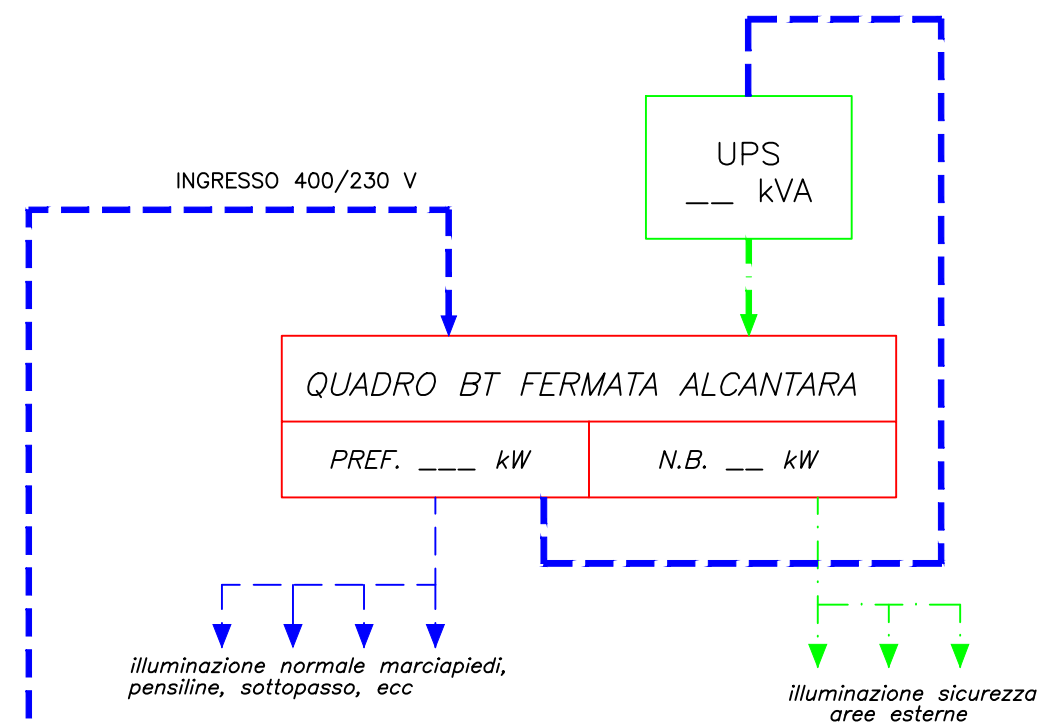 UPS
__ kVA
INGRESSO 400/230 V
QUADRO BT FERMATA ALCANTARA
PREF. ___ kW
N.B. __ kW
illuminazione normale marciapiedi,
pensiline, sottopasso, ecc
illuminazione sicurezza
aree esterne